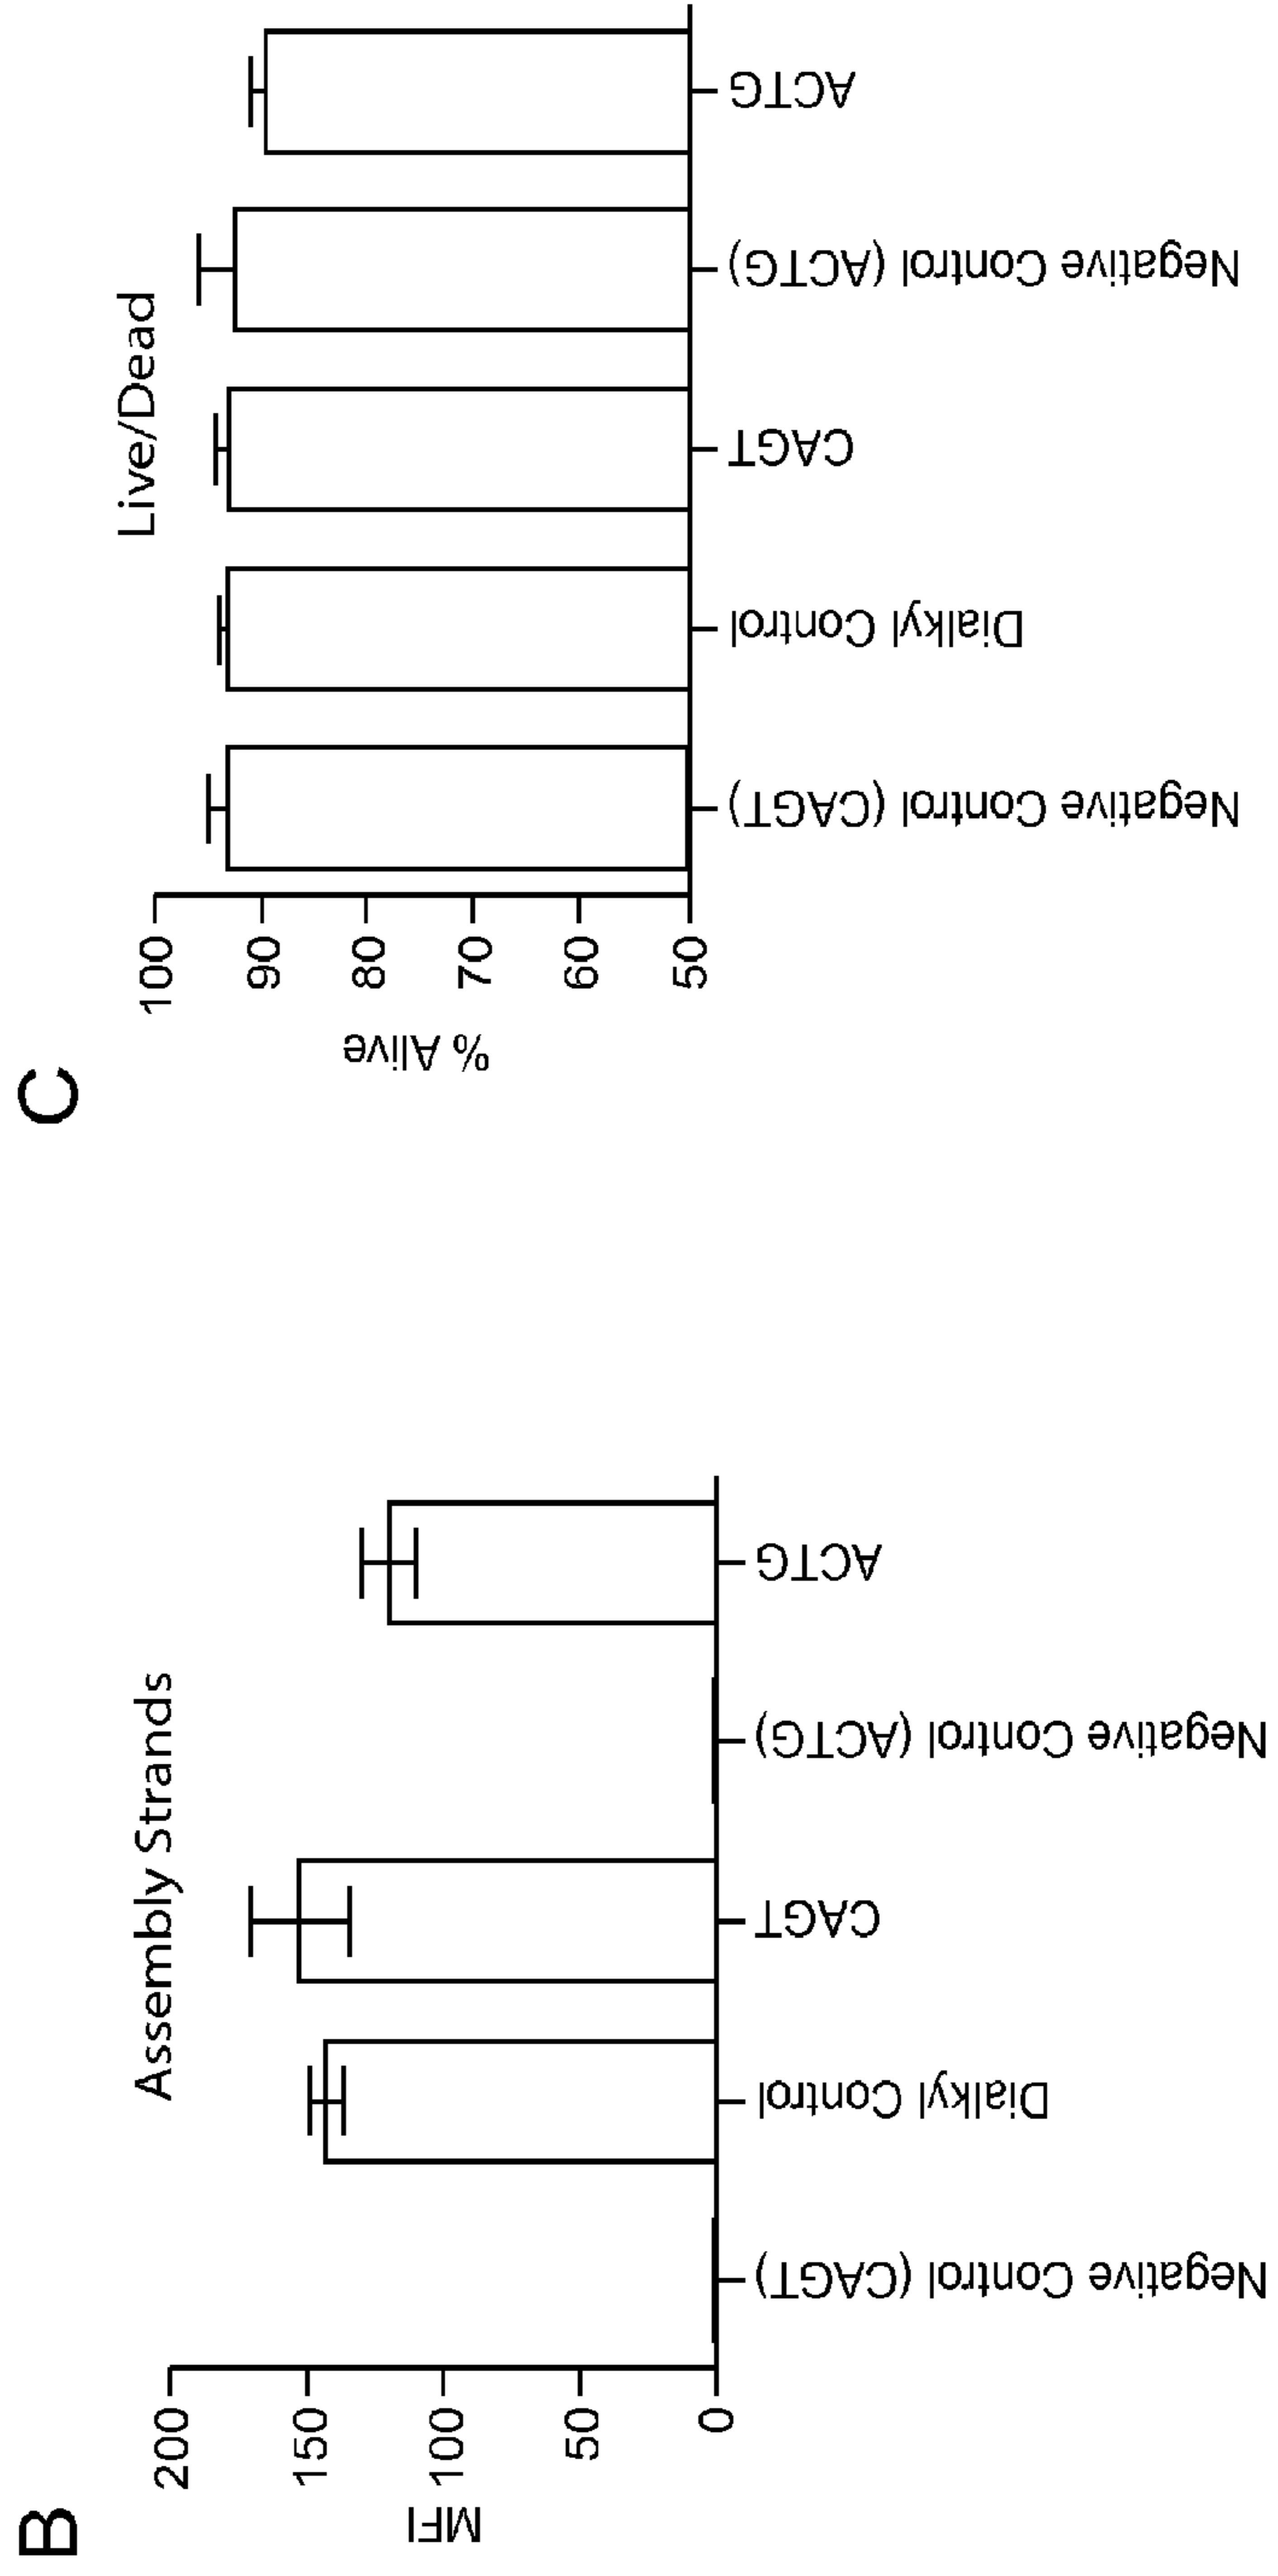 B
Assembly Strands
MFI
200
150
100
50
0
Negative Control (CAGT)
Dialkyl Control
CAGT
Negative Control (ACTG)
ACTG
C
Live/Dead
% Alive
100
90
80
70
60
50
Negative Control (CAGT)
Dialkyl Control
CAGT
Negative Control (ACTG)
ACTG